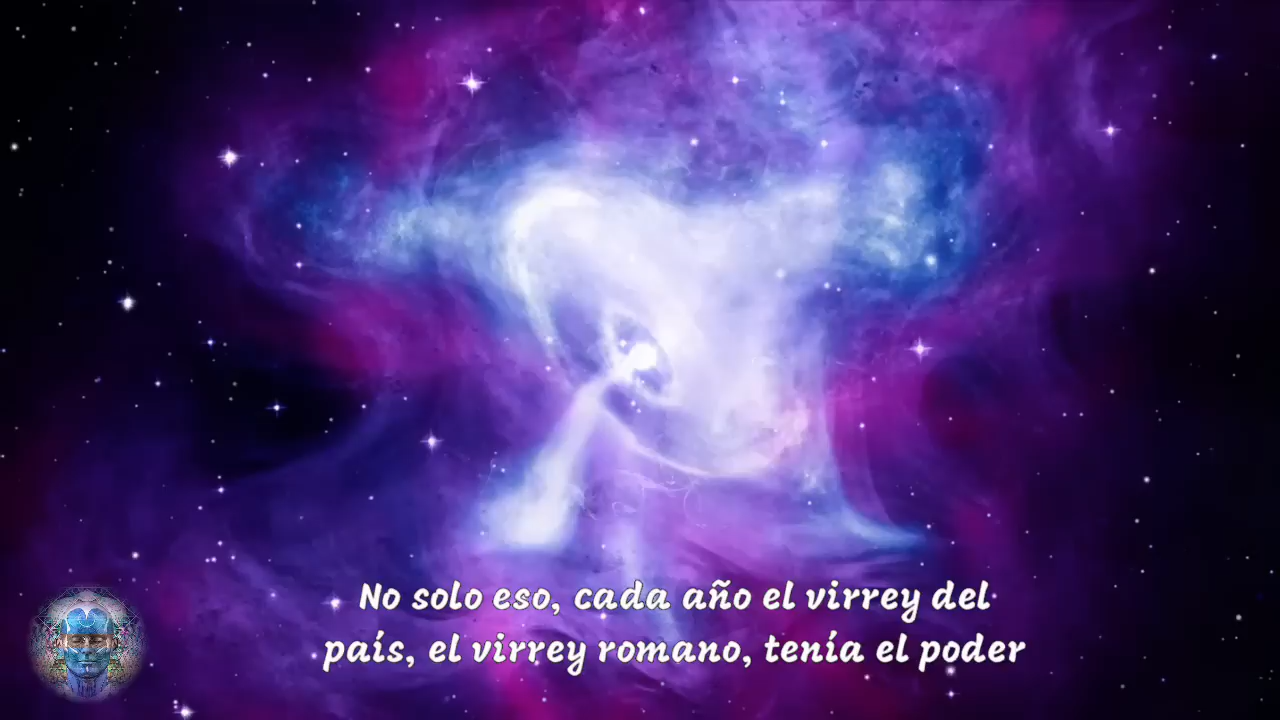 No solo eso, cada año el virrey del
país, el virrey romano, tenía el poder